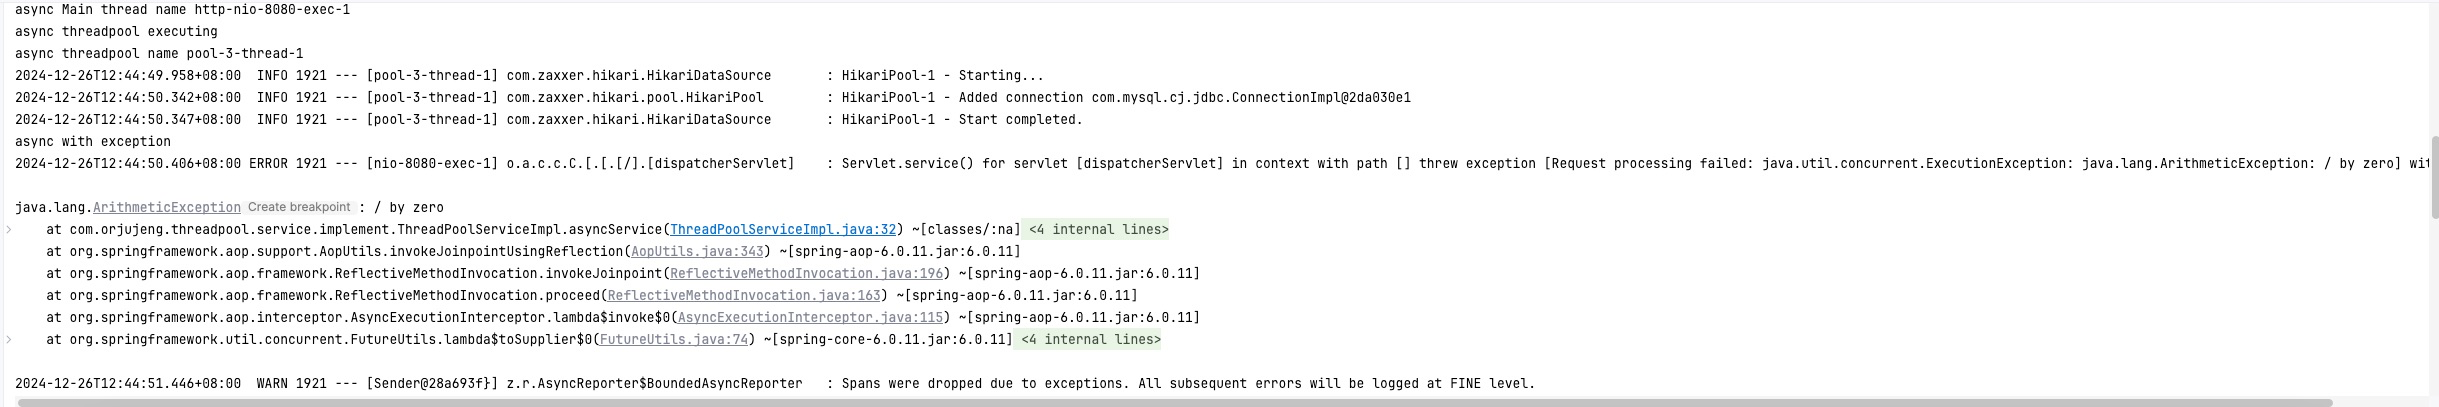 async Main thread name http-nio-8080-exec-1
async threadpool executing
async threadpool name pool-3-thread-1
2024-12-26T12:44:49.958+08:00  INFO 1921 --- [pool-3-thread-1] com.zaxxer.hikari.HikariDataSource       : HikariPool-1 - Starting...
2024-12-26T12:44:50.342+08:00  INFO 1921 --- [pool-3-thread-1] com.zaxxer.hikari.pool.HikariPool        : HikariPool-1 - Added connection com.mysql.cj.jdbc.ConnectionImpl@2da030e1
2024-12-26T12:44:50.347+08:00  INFO 1921 --- [pool-3-thread-1] com.zaxxer.hikari.HikariDataSource       : HikariPool-1 - Start completed.
async with exception
2024-12-26T12:44:50.406+08:00 ERROR 1921 --- [nio-8080-exec-1] o.a.c.c.C.[.[.[/].[dispatcherServlet]    : Servlet.service() for servlet [dispatcherServlet] in context with path [] threw exception [Request processing failed: java.util.concurrent.ExecutionException: java.lang.ArithmeticException: / by zero] wit
java.lang.ArithmeticException Create breakpoint : / by zero
    at com.orjujeng.threadpool.service.implement.ThreadPoolServiceImpl.asyncService(ThreadPoolServiceImpl.java:32) ~[classes/:na] <4 internal lines>
    at org.springframework.aop.support.AopUtils.invokeJoinpointUsingReflection(AopUtils.java:343) ~[spring-aop-6.0.11.jar:6.0.11]
    at org.springframework.aop.framework.ReflectiveMethodInvocation.invokeJoinpoint(ReflectiveMethodInvocation.java:196) ~[spring-aop-6.0.11.jar:6.0.11]
    at org.springframework.aop.framework.ReflectiveMethodInvocation.proceed(ReflectiveMethodInvocation.java:163) ~[spring-aop-6.0.11.jar:6.0.11]
    at org.springframework.aop.interceptor.AsyncExecutionInterceptor.lambda$invoke$0(AsyncExecutionInterceptor.java:115) ~[spring-aop-6.0.11.jar:6.0.11]
    at org.springframework.util.concurrent.FutureUtils.lambda$toSupplier$0(FutureUtils.java:74) ~[spring-core-6.0.11.jar:6.0.11] <4 internal lines>
2024-12-26T12:44:51.446+08:00  WARN 1921 --- [Sender@28a693f}] z.r.AsyncReporter$BoundedAsyncReporter   : Spans were dropped due to exceptions. All subsequent errors will be logged at FINE level.